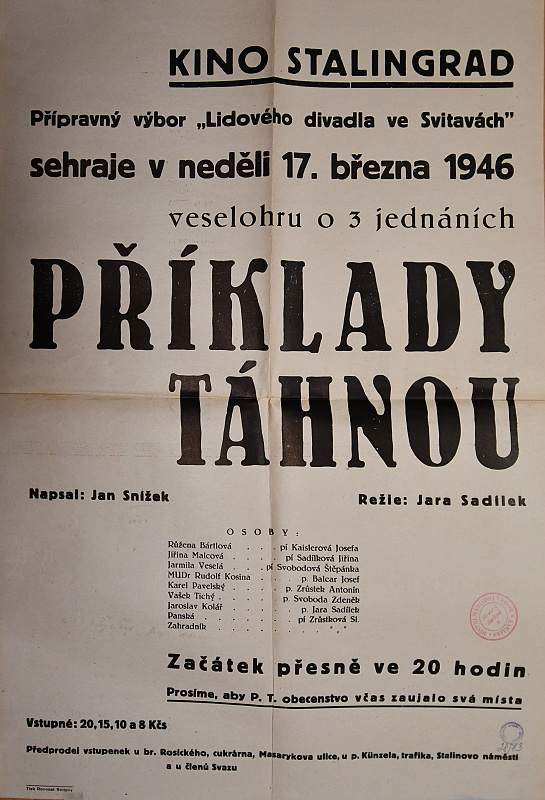 KINO STALINGRAD
Přípravný výbor „Lidového divadla ve Svitavách”
sehraje v neděli 17. března 1946
veselohru o 3 jednáních
PŘÍKLADY
TÁHNOU
Napsal: Jan Snížek
Režie: Jara Sadílek
OSOBY:
Růžena Bártlová . . . pí Kaislerová Josefa
Jiřina Malcová . . . . pí Sadílková Jiřina
Jarmila Veselá . . . pí Svobodová Štěpánka
MUDr Rudolf Kosina . . . . p. Balcar Josef
Karel Pavelský . . . . p. Zrůstek Antonín
Vašek Tichý . . . . p. Svoboda Zdeněk
Jaroslav Kolář . . . . p. Jara Sadílek
Panská . . . . pí Zrůstková Sl.
Zahradník . . . . . * * *
Začátek přesně ve 20 hodin
Prosíme, aby P. T. obecenstvo včas zaujalo svá místa
Vstupné: 20, 15, 10 a 8 Kčs
Předprodej vstupenek u br. Rosického, cukrárna, Masarykova ulice, u p. Künzela, trafika, Stalinovo náměstí
a u členů Svazu